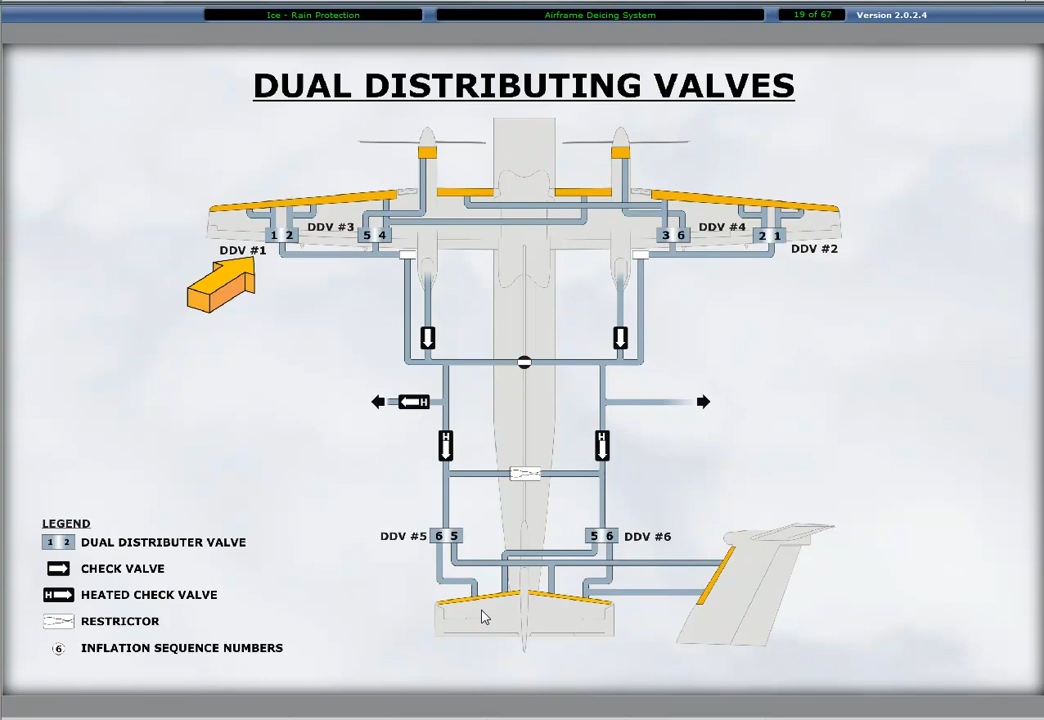 Ice - Rain Protection Airframe Deicing System 19 of 67 Version 2.0.2.4
DUAL DISTRIBUTING VALVES
DDV #3 DDV #4
1 2 5 4 3 6 2 1
DDV #1 DDV #2
H
H H
DDV #5 6 5 5 6 DDV #6
LEGEND
1 2 DUAL DISTRIBUTER VALVE
CHECK VALVE
H HEATED CHECK VALVE
RESTRICTOR
6 INFLATION SEQUENCE NUMBERS